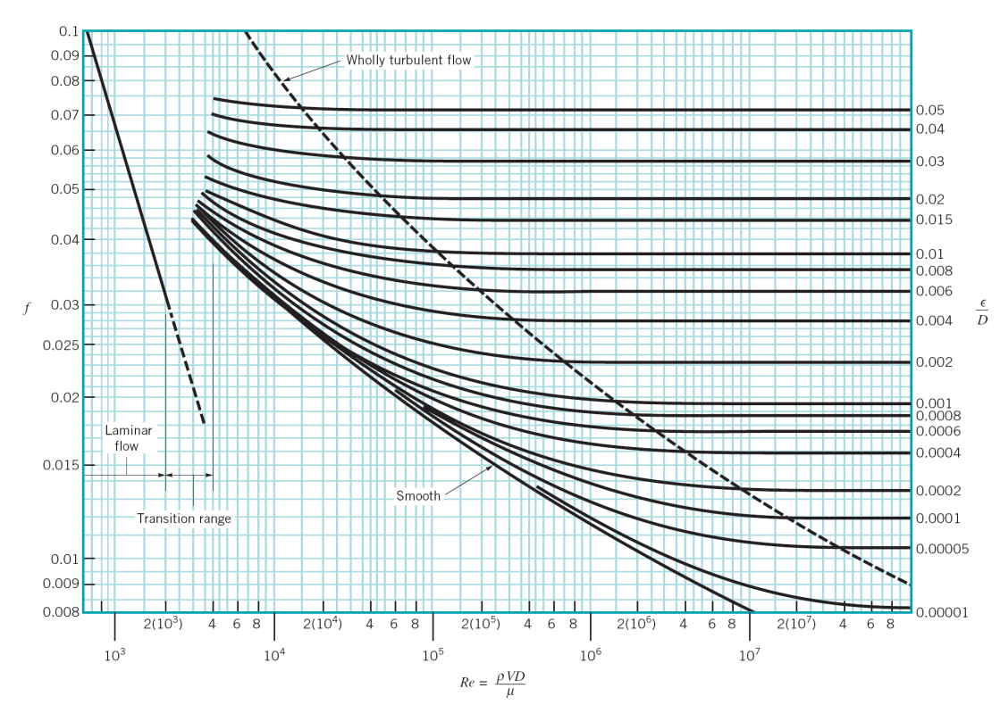 0.1
0.09
0.08
0.07
0.06
0.05
0.04
0.03
0.025
0.02
0.015
0.01
0.009
0.008
f
Wholly turbulent flow
Laminar
flow
Transition range
Smooth
0.05
0.04
0.03
0.02
0.015
0.01
0.008
0.006
0.004
0.002
0.001
0.0008
0.0006
0.0004
0.0002
0.0001
0.00005
0.00001
ϵ
D
2(10³) 4 6 8 2(10⁴) 4 6 8 2(10⁵) 4 6 8 2(10⁶) 4 6 8 2(10⁷) 4 6 8
10³ 10⁴ 10⁵ 10⁶ 10⁷
Re = ρVD
μ